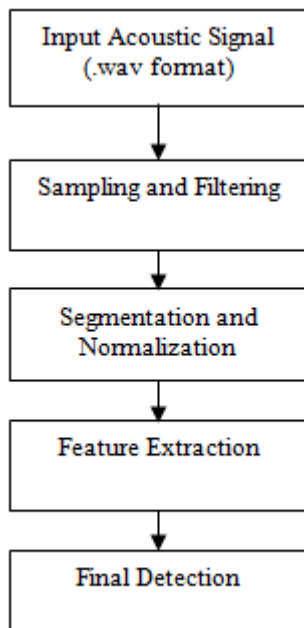 Input Acoustic Signal
(.wav format)
Sampling and Filtering
Segmentation and
Normalization
Feature Extraction
Final Detection